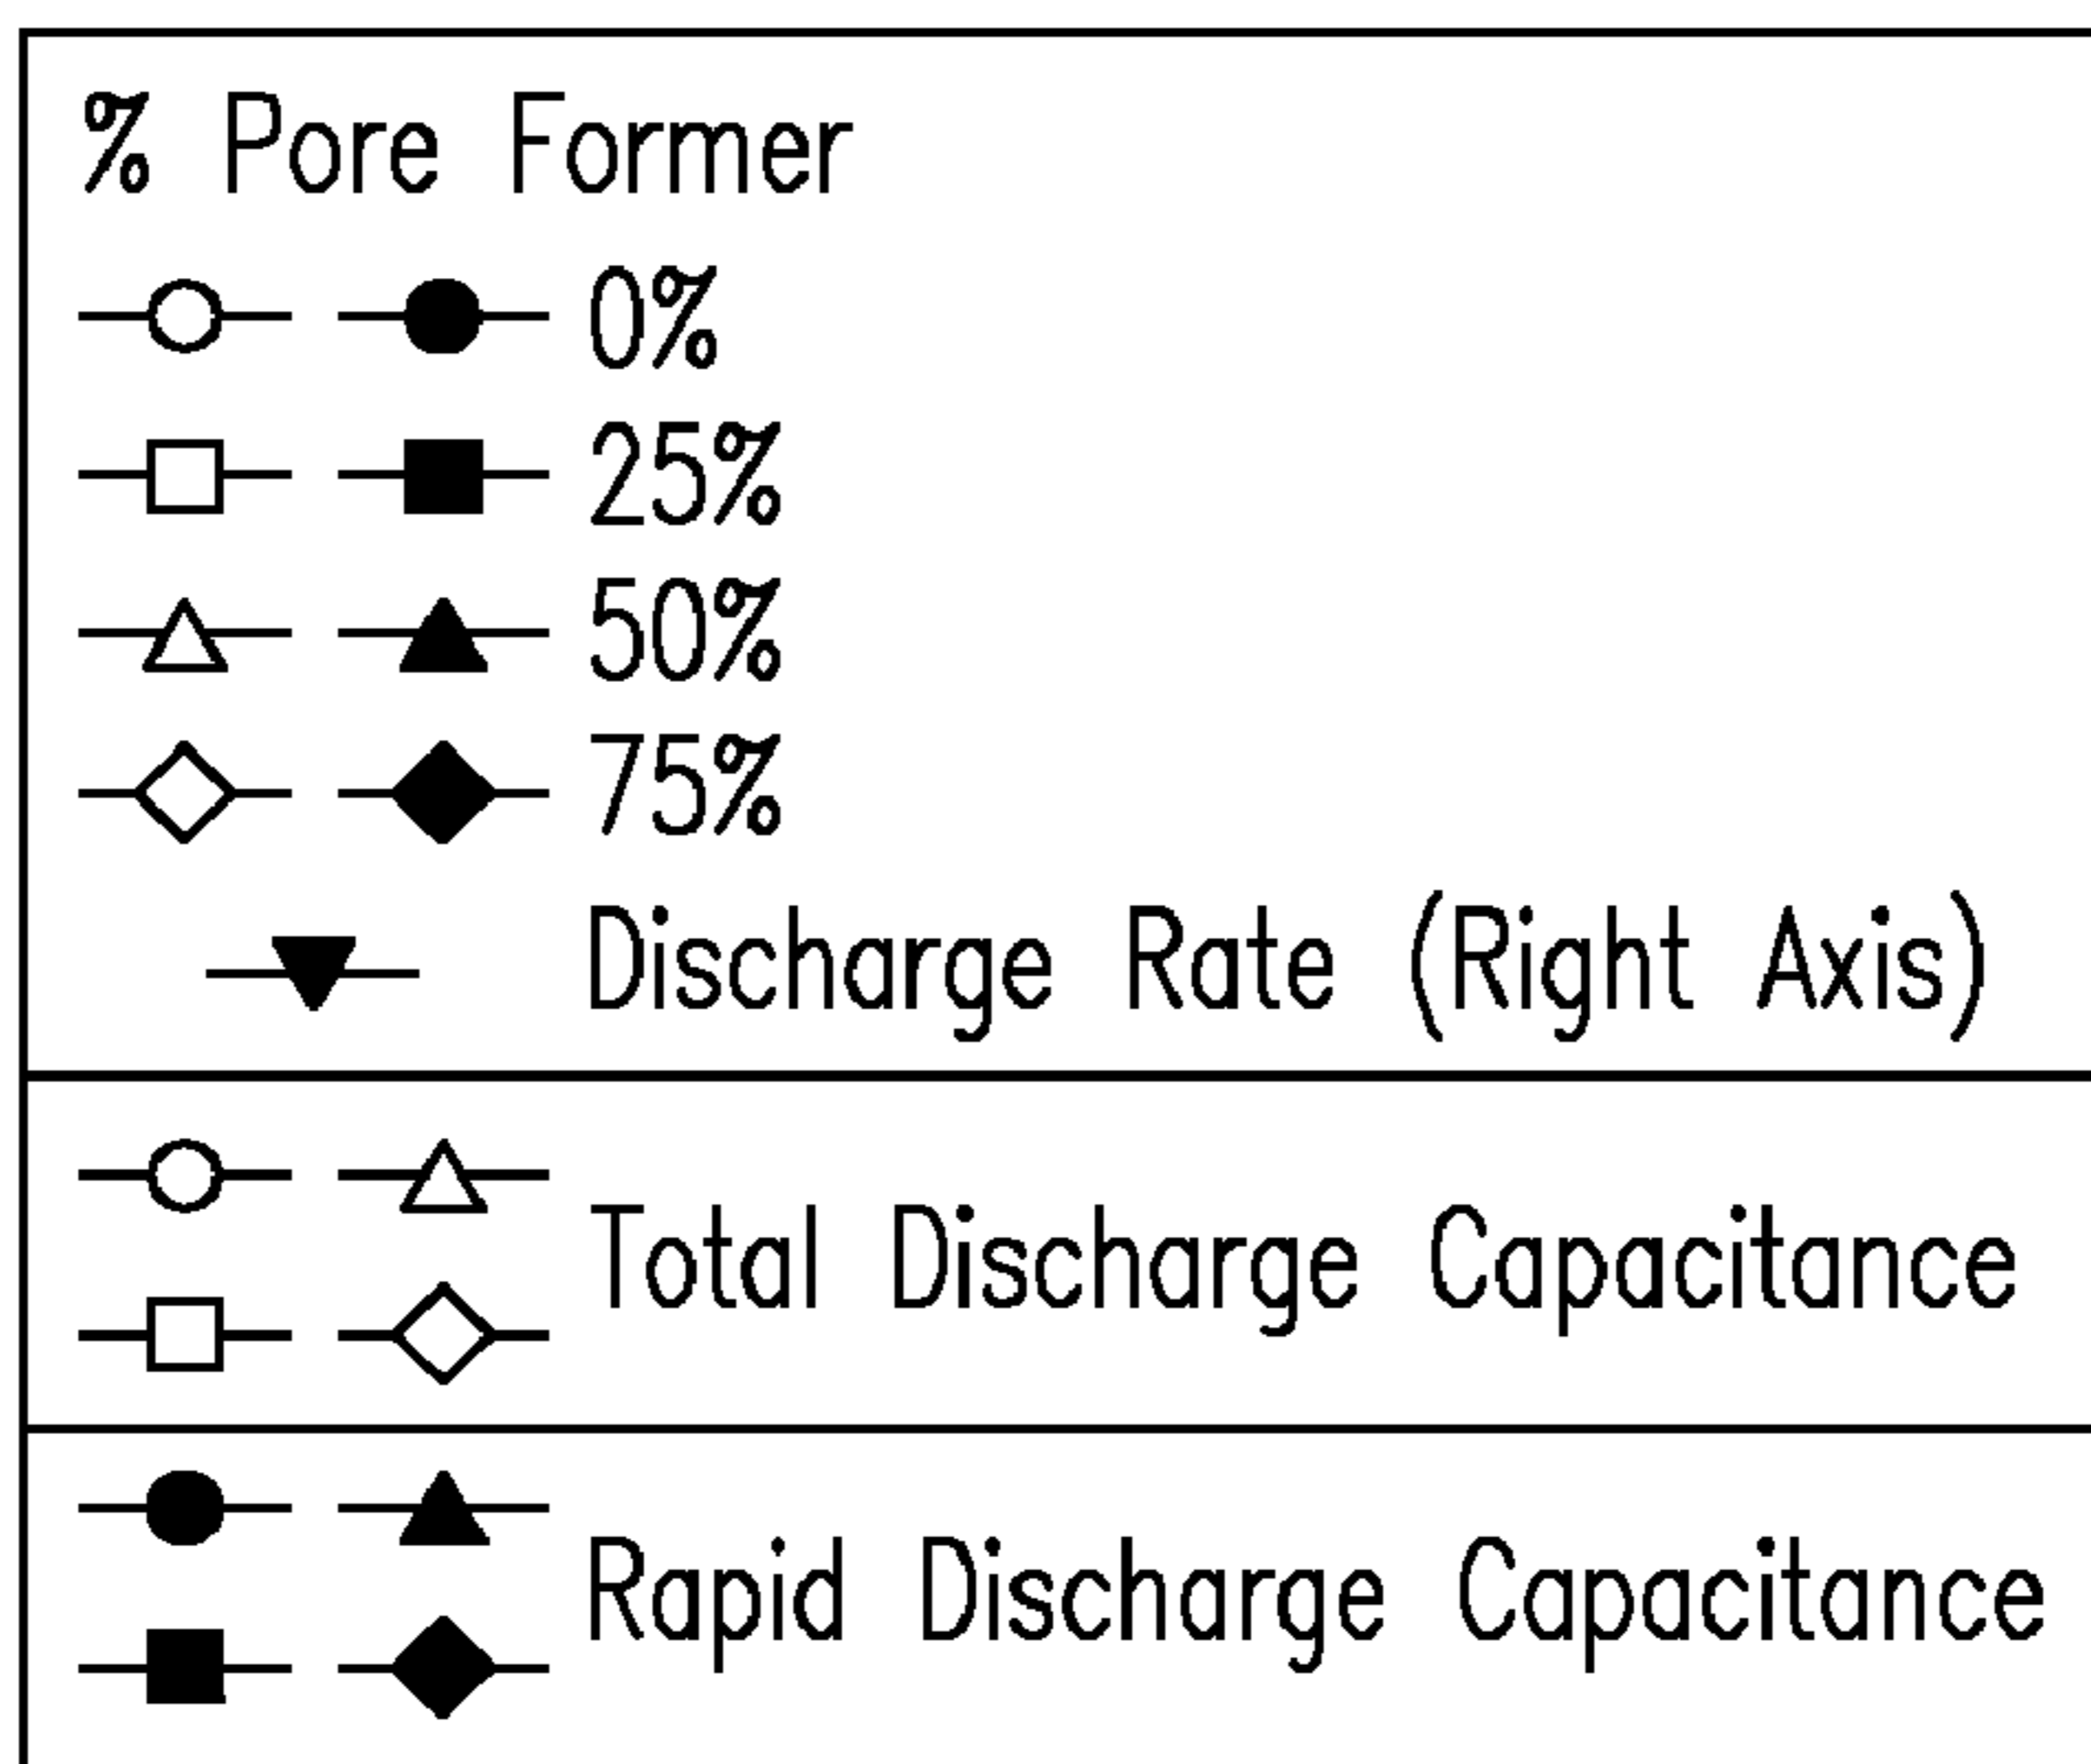 % Pore Former
0%
25%
50%
75%
Discharge Rate (Right Axis)
Total Discharge Capacitance
Rapid Discharge Capacitance